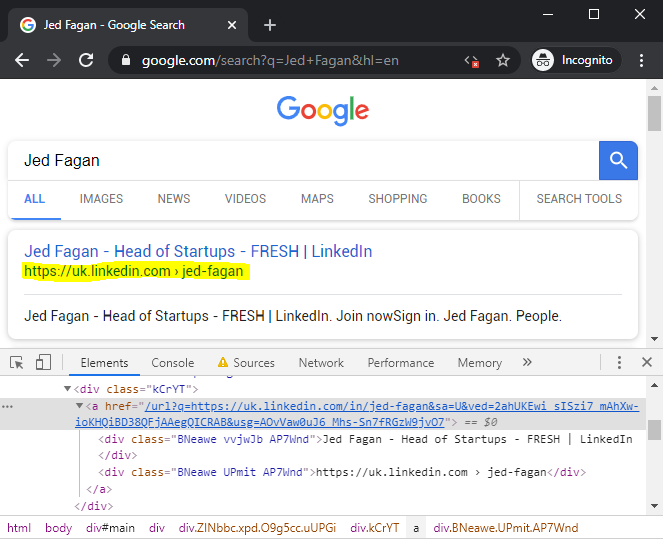 Jed Fagan - Google Search
google.com/search?q=Jed+Fagan&hl=en
Incognito
Google
Jed Fagan
ALL IMAGES NEWS VIDEOS MAPS SHOPPING BOOKS SEARCH TOOLS
Jed Fagan - Head of Startups - FRESH | LinkedIn
https://uk.linkedin.com › jed-fagan
Jed Fagan - Head of Startups - FRESH | LinkedIn. Join nowSign in. Jed Fagan. People.
Elements Console Sources Network Performance Memory »
<div class="kCrYT">
<a href="/url?q=https://uk.linkedin.com/in/jed-fagan&sa=U&ved=2ahUKEwi_sISzi7_mAhXw-
ioKHQiBD38QFjAAegQICRAB&usg=AOvVaw0uJ6_Mhs-Sn7fRGzW9jvO7"> == $0
<div class="BNeawe vvjwJb AP7Wnd">Jed Fagan - Head of Startups - FRESH | LinkedIn
</div>
<div class="BNeawe UPmit AP7Wnd">https://uk.linkedin.com › jed-fagan</div>
</a>
</div>
html body div#main div div.ZINbbc.xpd.O9g5cc.uUPGi div.kCrYT a div.BNeawe.UPmit.AP7Wnd